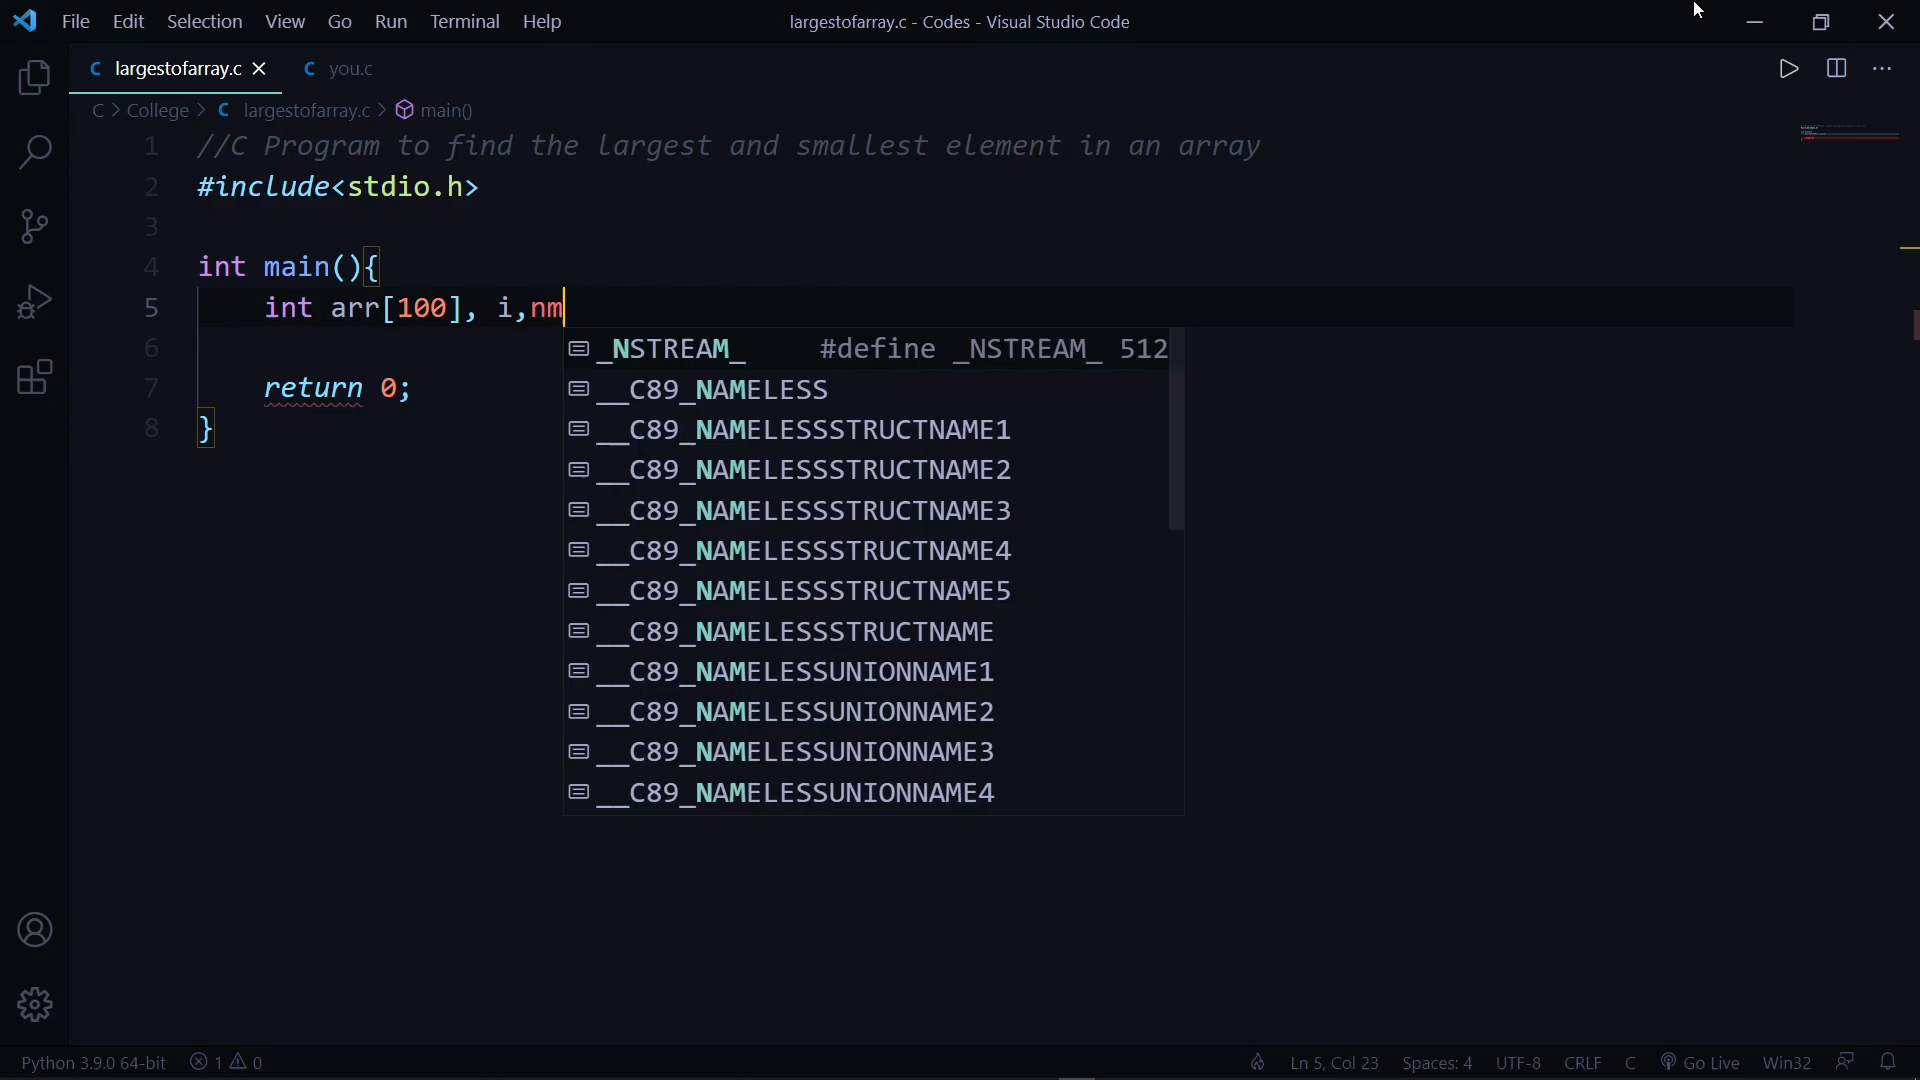 File Edit Selection View Go Run Terminal Help
largestofarray.c - Codes - Visual Studio Code
C largestofarray.c
C you.c
C > College > C largestofarray.c > main()
1 //C Program to find the largest and smallest element in an array
2 #include<stdio.h>
3
4 int main(){
5 int arr[100], i,nm
6
7 return 0;
8 }
_NSTREAM_ #define _NSTREAM_ 512
__C89_NAMELESS
__C89_NAMELESSSTRUCTNAME1
__C89_NAMELESSSTRUCTNAME2
__C89_NAMELESSSTRUCTNAME3
__C89_NAMELESSSTRUCTNAME4
__C89_NAMELESSSTRUCTNAME5
__C89_NAMELESSSTRUCTNAME
__C89_NAMELESSUNIONNAME1
__C89_NAMELESSUNIONNAME2
__C89_NAMELESSUNIONNAME3
__C89_NAMELESSUNIONNAME4
Python 3.9.0 64-bit 1 0 Ln 5, Col 23 Spaces: 4 UTF-8 CRLF C Go Live Win32